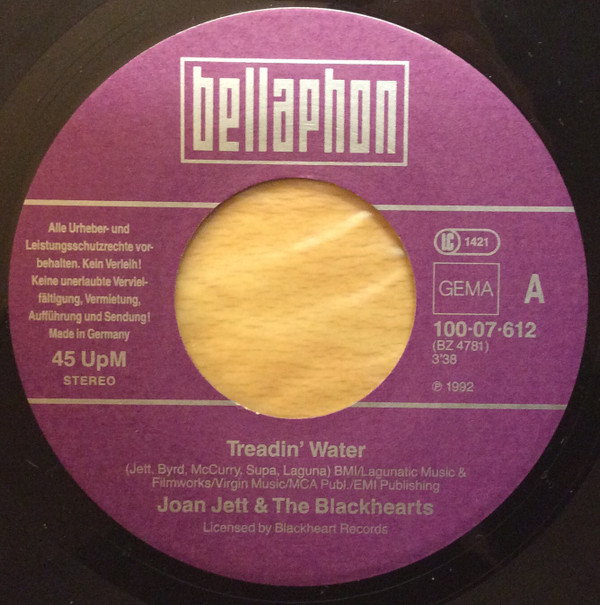 bellaphon
Alle Urheber- und
Leistungsschutzrechte vor-
behalten. Kein Verleih!
Keine unerlaubte Verviel-
fältigung, Vermietung,
Aufführung und Sendung!
Made in Germany
45 UpM
STEREO
LC 1421
GEMA
A
100·07·612
(BZ 4781)
3'38
℗ 1992
Treadin' Water
(Jett, Byrd, McCurry, Supa, Laguna) BMI/Lagunatic Music &
Filmworks/Virgin Music/MCA Publ./EMI Publishing
Joan Jett & The Blackhearts
Licensed by Blackheart Records